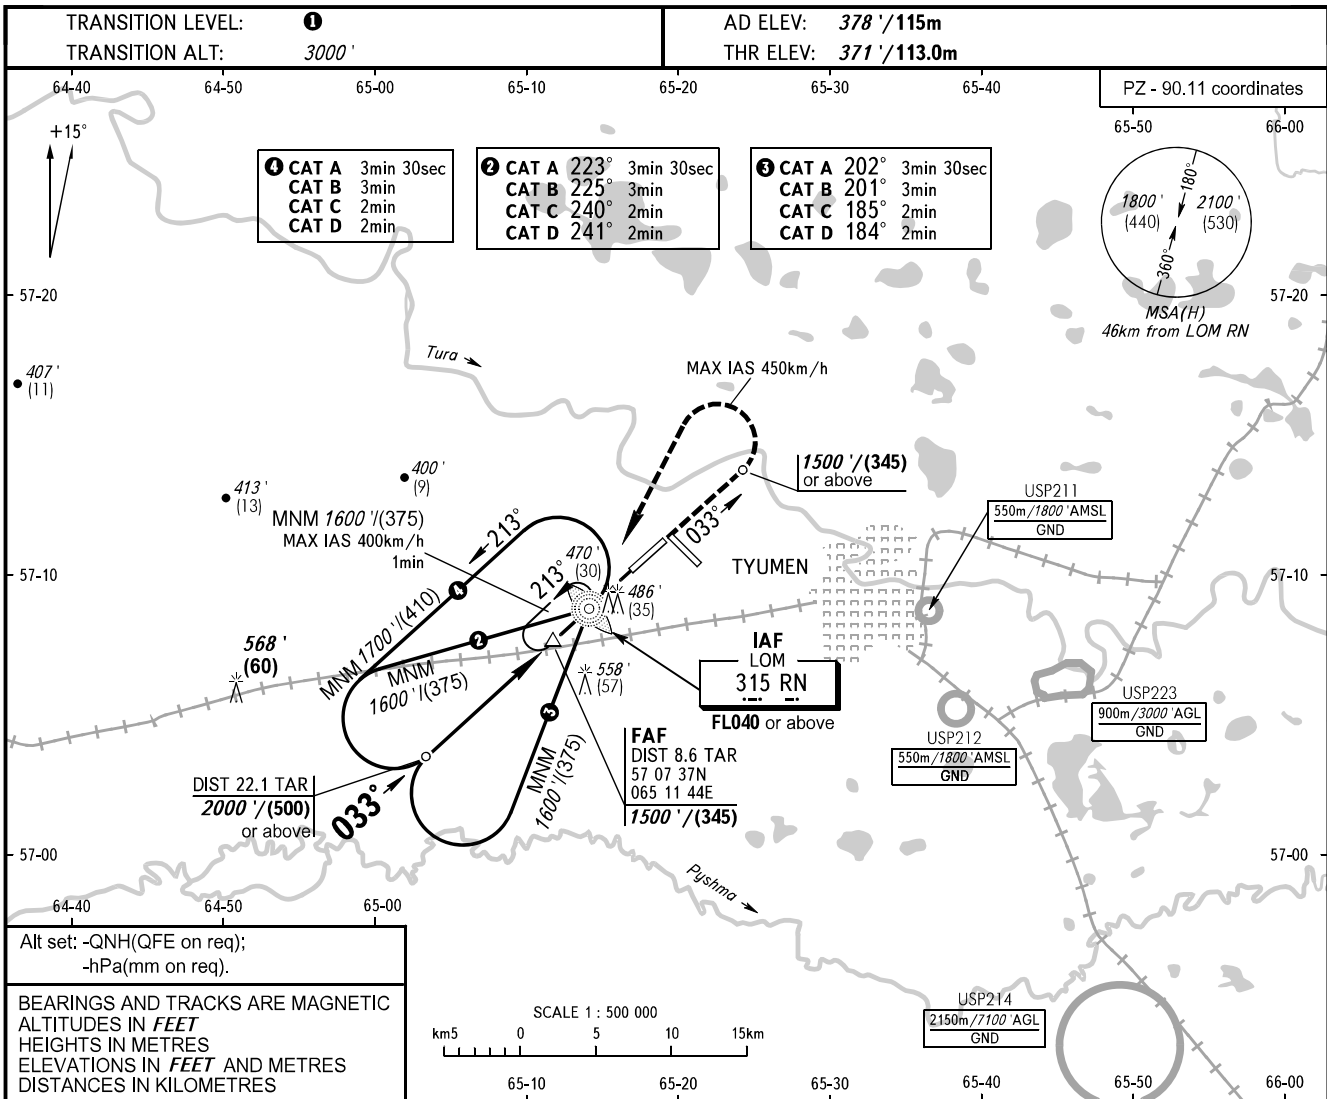 TRANSITION LEVEL: ❶
TRANSITION ALT: 3000 '
AD ELEV: 378 '/115m
THR ELEV: 371 '/113.0m
64-40 64-50 65-00 65-10 65-20 65-30 65-40
PZ - 90.11 coordinates
65-50 66-00
+15°
❹ CAT A 3min 30sec
CAT B 3min
CAT C 2min
CAT D 2min
❷ CAT A 223° 3min 30sec
CAT B 225° 3min
CAT C 240° 2min
CAT D 241° 2min
❸ CAT A 202° 3min 30sec
CAT B 201° 3min
CAT C 185° 2min
CAT D 184° 2min
180°
1800 ' 2100 '
(440) (530)
360°
MSA(H)
46km from LOM RN
57-20 57-20
Tura
407 '
(11)
MAX IAS 450km/h
400 '
(9)
413 '
(13)
1500 '/(345)
or above
USP211
550m/1800 'AMSL
GND
MNM 1600 '/(375)
MAX IAS 400km/h
1min
213°
033°
470 '
(30)
213°
486 '
(35)
TYUMEN
57-10 57-10
❹
MNM 1700 '/(410)
❷
MNM
1600 '/(375)
568 '
(60)
558 '
(57)
IAF
LOM
315 RN
FL040 or above
❸
MNM
1600 '/(375)
USP223
900m/3000 'AGL
GND
USP212
550m/1800 'AMSL
GND
FAF
DIST 8.6 TAR
57 07 37N
065 11 44E
1500 '/(345)
DIST 22.1 TAR
2000 '/(500)
or above
033°
57-00 57-00
Pyshma
64-40 64-50 65-00
Alt set: -QNH(QFE on req);
-hPa(mm on req).
BEARINGS AND TRACKS ARE MAGNETIC
ALTITUDES IN FEET
HEIGHTS IN METRES
ELEVATIONS IN FEET AND METRES
DISTANCES IN KILOMETRES
SCALE 1 : 500 000
km5 0 5 10 15km
USP214
2150m/7100 'AGL
GND
65-10 65-20 65-30 65-40 65-50 66-00